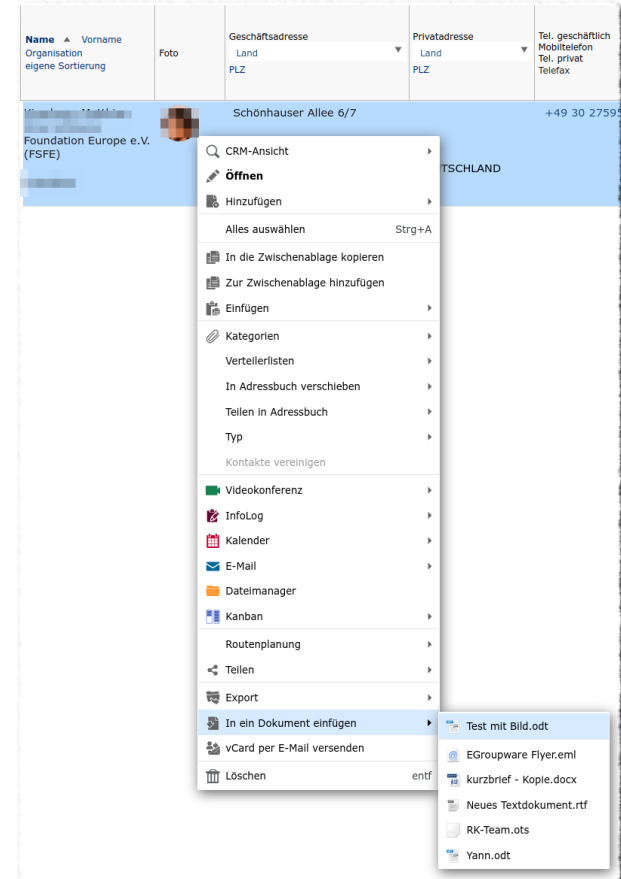 Name Vorname
Organisation
eigene Sortierung
Foto
Geschäftsadresse
Land
PLZ
Privatadresse
Land
PLZ
Tel. geschäftlich
Mobiltelefon
Tel. privat
Telefax
Schönhauser Allee 6/7
+49 30 27595
Foundation Europe e.V.
(FSFE)
TSCHLAND
CRM-Ansicht
Öffnen
Hinzufügen
Alles auswählen Strg+A
In die Zwischenablage kopieren
Zur Zwischenablage hinzufügen
Einfügen
Kategorien
Verteilerlisten
In Adressbuch verschieben
Teilen in Adressbuch
Typ
Kontakte vereinigen
Videokonferenz
InfoLog
Kalender
E-Mail
Dateimanager
Kanban
Routenplanung
Teilen
Export
In ein Dokument einfügen
vCard per E-Mail versenden
Löschen entf
Test mit Bild.odt
EGroupware Flyer.eml
kurzbrief - Kopie.docx
Neues Textdokument.rtf
RK-Team.ots
Yann.odt